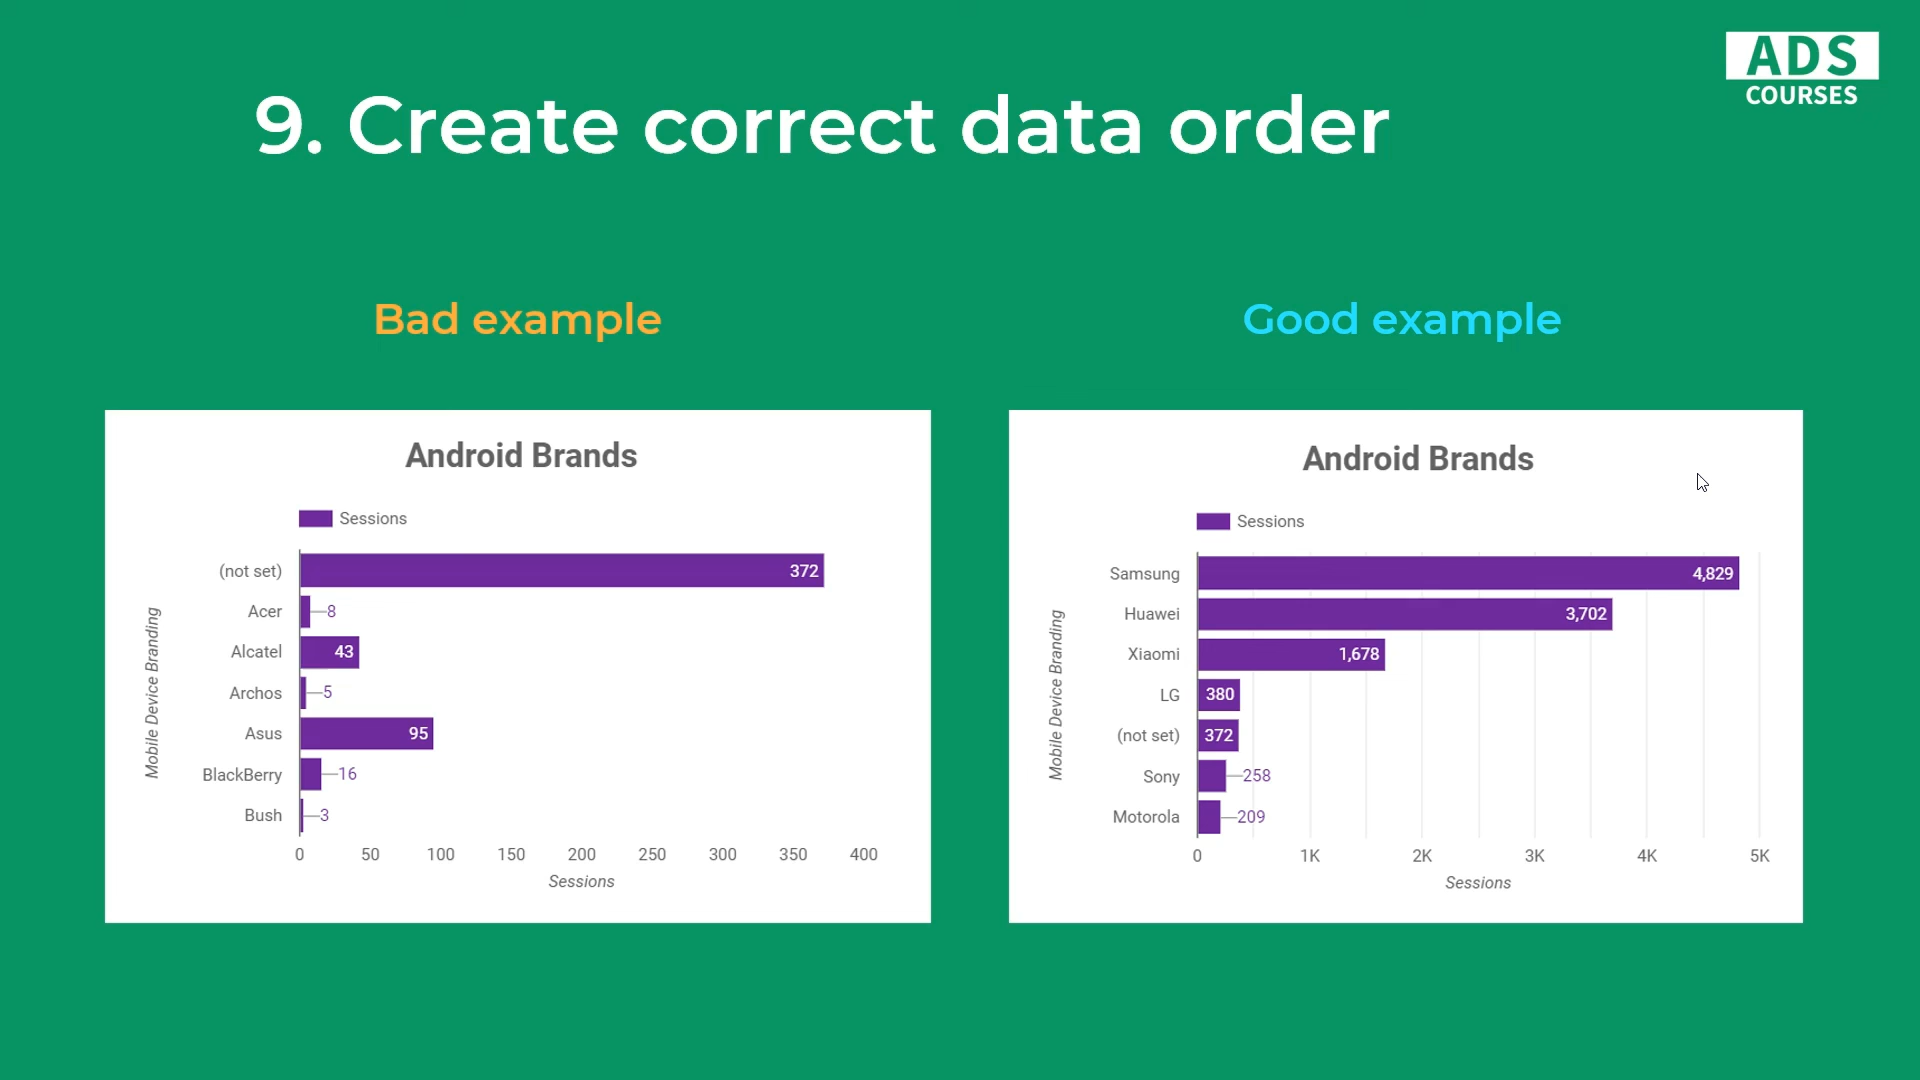 ADS
COURSES
9. Create correct data order
Bad example
Android Brands
Sessions
Mobile Device Branding
(not set) 372
Acer 8
Alcatel 43
Archos 5
Asus 95
BlackBerry 16
Bush 3
0 50 100 150 200 250 300 350 400
Sessions
Good example
Android Brands
Sessions
Mobile Device Branding
Samsung 4,829
Huawei 3,702
Xiaomi 1,678
LG 380
(not set) 372
Sony 258
Motorola 209
0 1K 2K 3K 4K 5K
Sessions